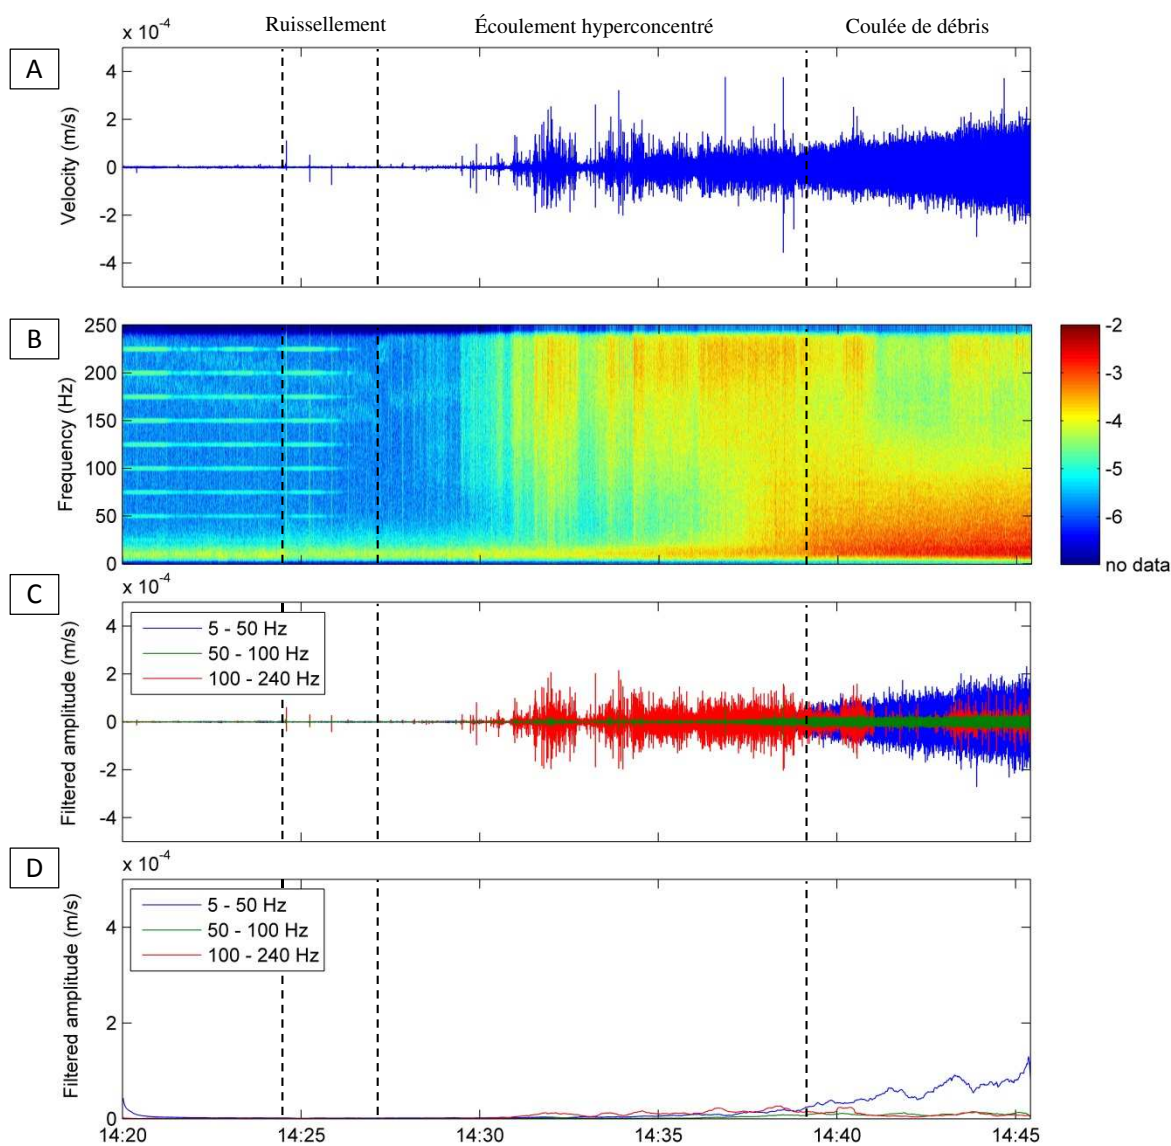 Ruissellement Écoulement hyperconcentré Coulée de débris
x 10⁻⁴
A
4
2
0
-2
-4
Velocity (m/s)
B
250
200
150
100
50
0
Frequency (Hz)
-2
-3
-4
-5
-6
no data
C
x 10⁻⁴
4
2
0
-2
-4
Filtered amplitude (m/s)
5 - 50 Hz
50 - 100 Hz
100 - 240 Hz
D
x 10⁻⁴
4
2
0
Filtered amplitude (m/s)
5 - 50 Hz
50 - 100 Hz
100 - 240 Hz
14:20 14:25 14:30 14:35 14:40 14:45